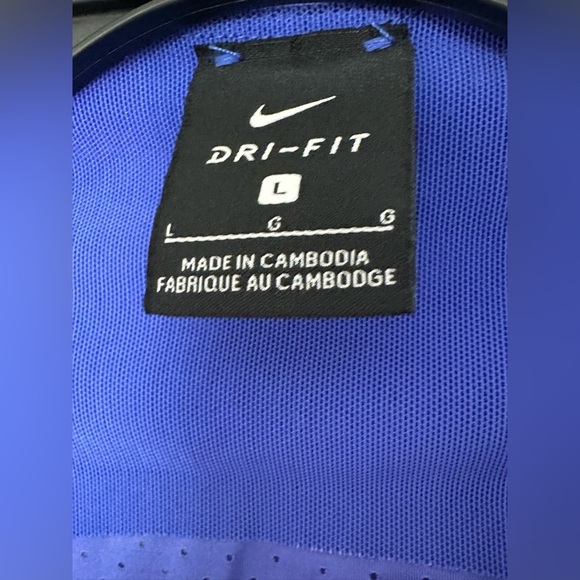 DRI-FIT
L
L G G
MADE IN CAMBODIA
FABRIQUE AU CAMBODGE